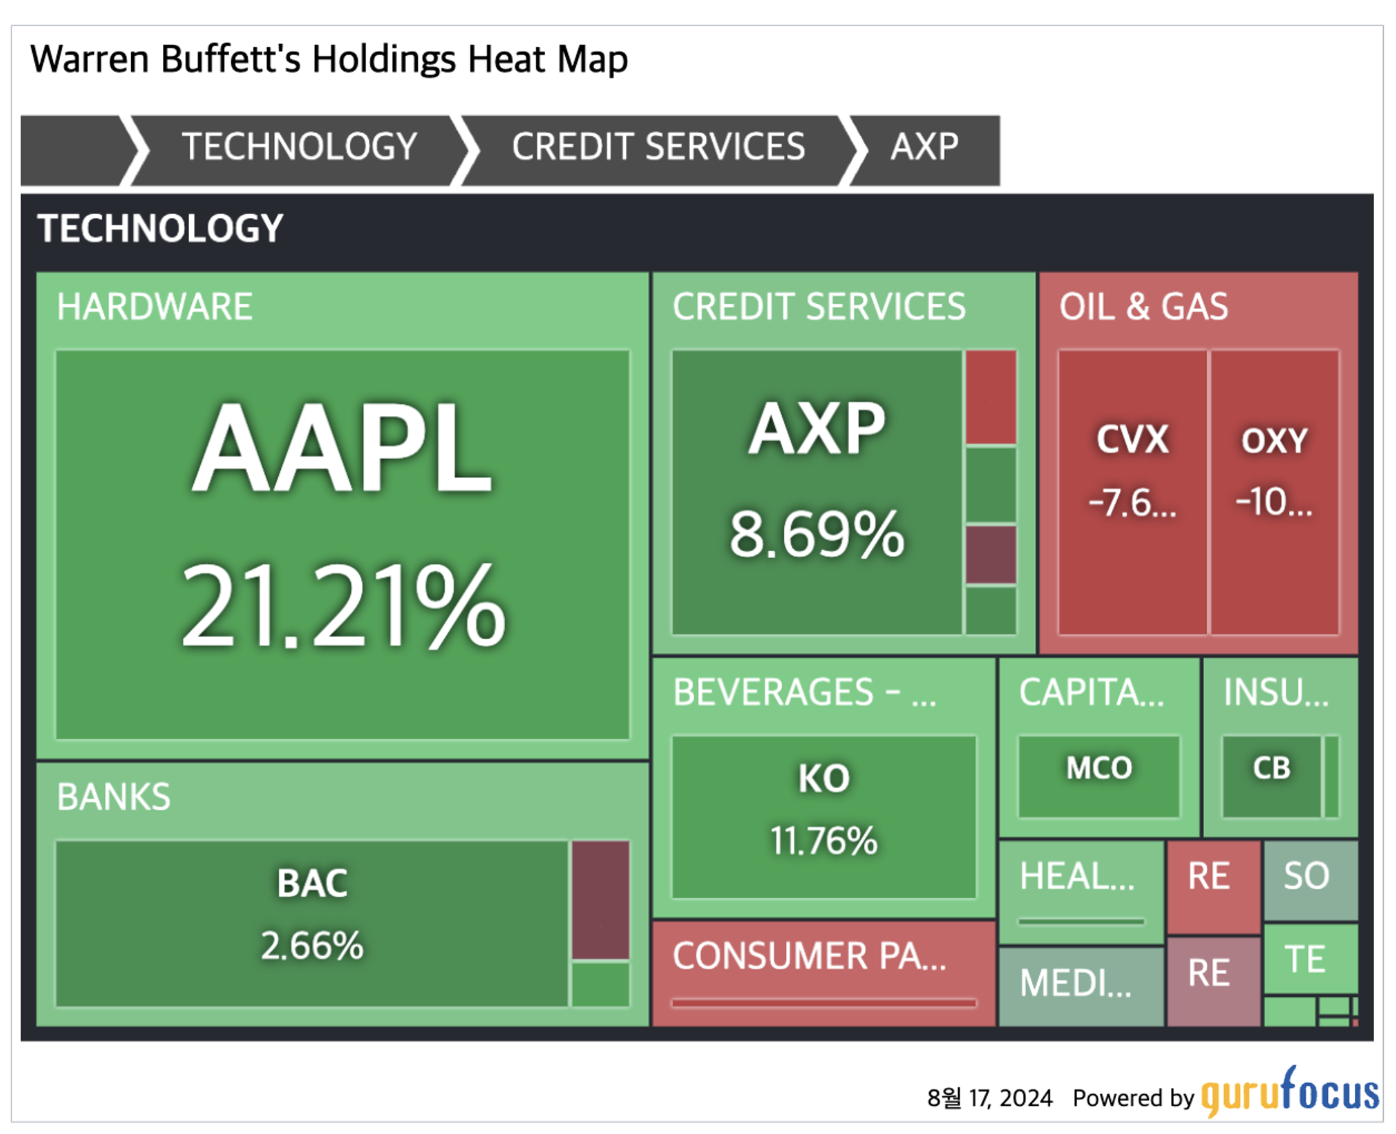 Warren Buffett's Holdings Heat Map
TECHNOLOGY
CREDIT SERVICES
AXP
TECHNOLOGY
HARDWARE
AAPL
21.21%
CREDIT SERVICES
AXP
8.69%
OIL & GAS
CVX
-7.6...
OXY
-10...
BANKS
BAC
2.66%
BEVERAGES - ...
KO
11.76%
CAPITA...
MCO
INSU...
CB
CONSUMER PA...
HEAL...
MEDI...
RE
RE
SO
TE
8월 17, 2024 Powered by gurufocus